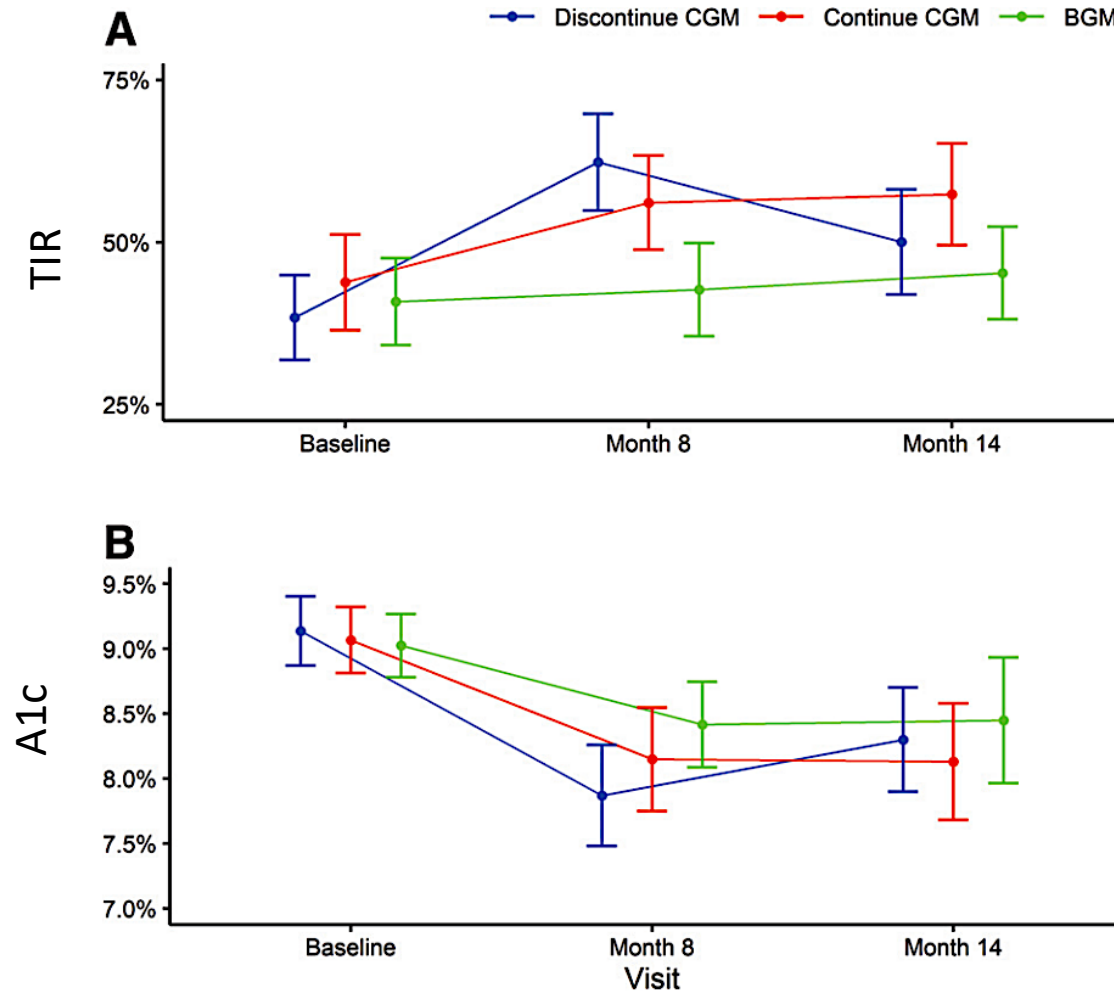 A
Discontinue CGM Continue CGM BGM
75%
50%
25%
TIR
Baseline Month 8 Month 14
B
9.5%
9.0%
8.5%
8.0%
7.5%
7.0%
A1c
Baseline Month 8 Month 14
Visit